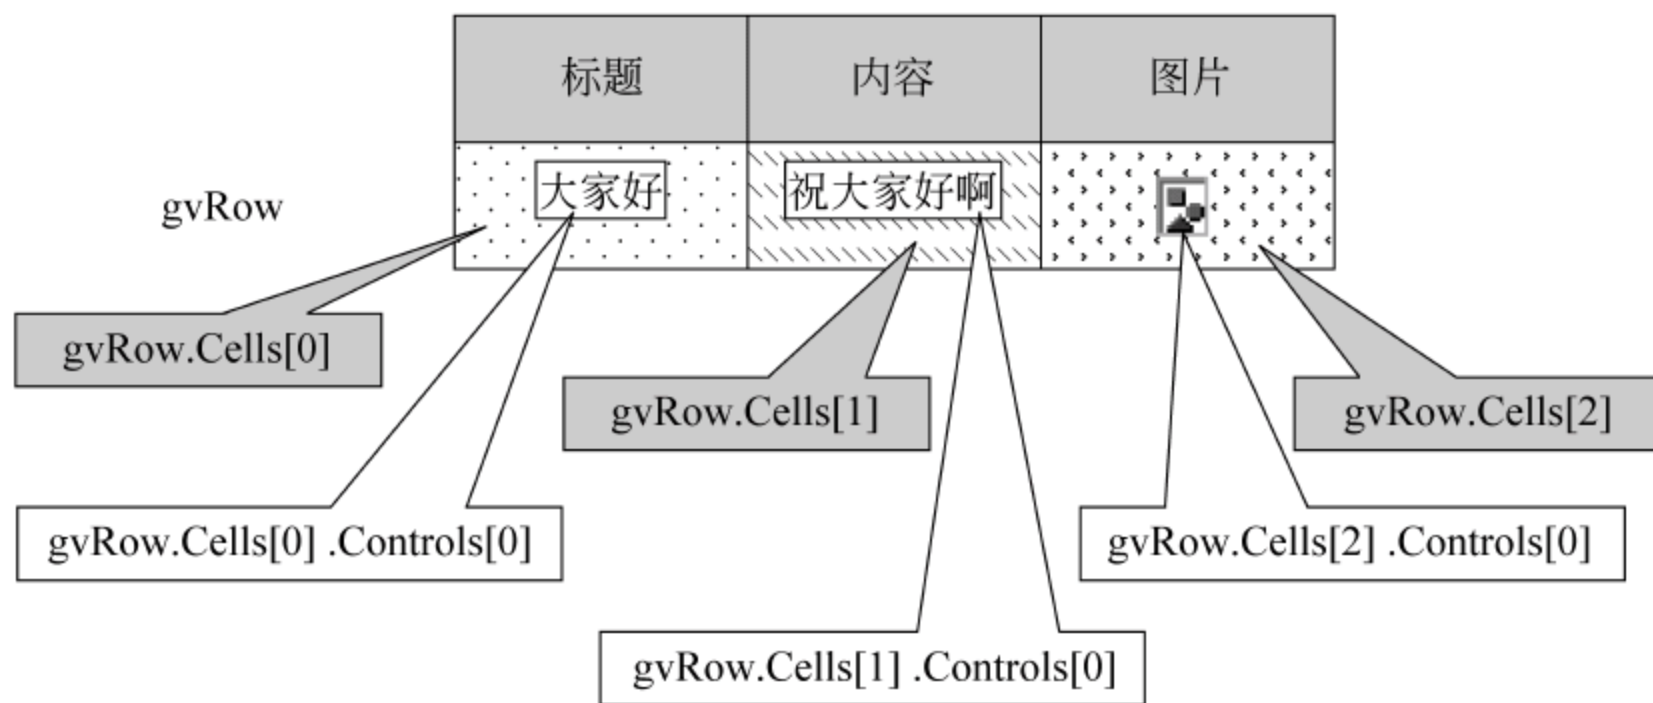 标题 内容 图片
gvRow 大家好 祝大家好啊
gvRow.Cells[0]
gvRow.Cells[1]
gvRow.Cells[2]
gvRow.Cells[0] .Controls[0]
gvRow.Cells[2] .Controls[0]
gvRow.Cells[1] .Controls[0]